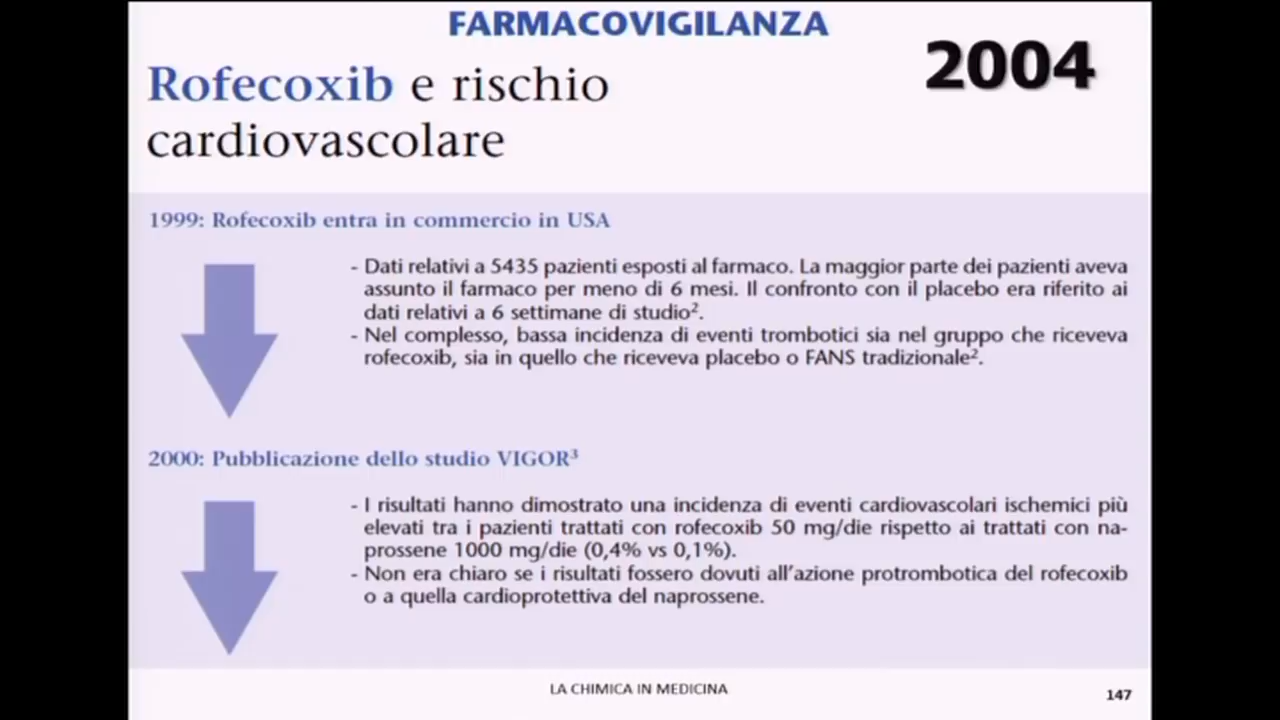 FARMACOVIGILANZA
2004
Rofecoxib e rischio
cardiovascolare
1999: Rofecoxib entra in commercio in USA
- Dati relativi a 5435 pazienti esposti al farmaco. La maggior parte dei pazienti aveva
assunto il farmaco per meno di 6 mesi. Il confronto con il placebo era riferito ai
dati relativi a 6 settimane di studio².
- Nel complesso, bassa incidenza di eventi trombotici sia nel gruppo che riceveva
rofecoxib, sia in quello che riceveva placebo o FANS tradizionale².
2000: Pubblicazione dello studio VIGOR³
- I risultati hanno dimostrato una incidenza di eventi cardiovascolari ischemici più
elevati tra i pazienti trattati con rofecoxib 50 mg/die rispetto ai trattati con na-
prossene 1000 mg/die (0,4% vs 0,1%).
- Non era chiaro se i risultati fossero dovuti all'azione protrombotica del rofecoxib
o a quella cardioprotettiva del naprossene.
LA CHIMICA IN MEDICINA
147